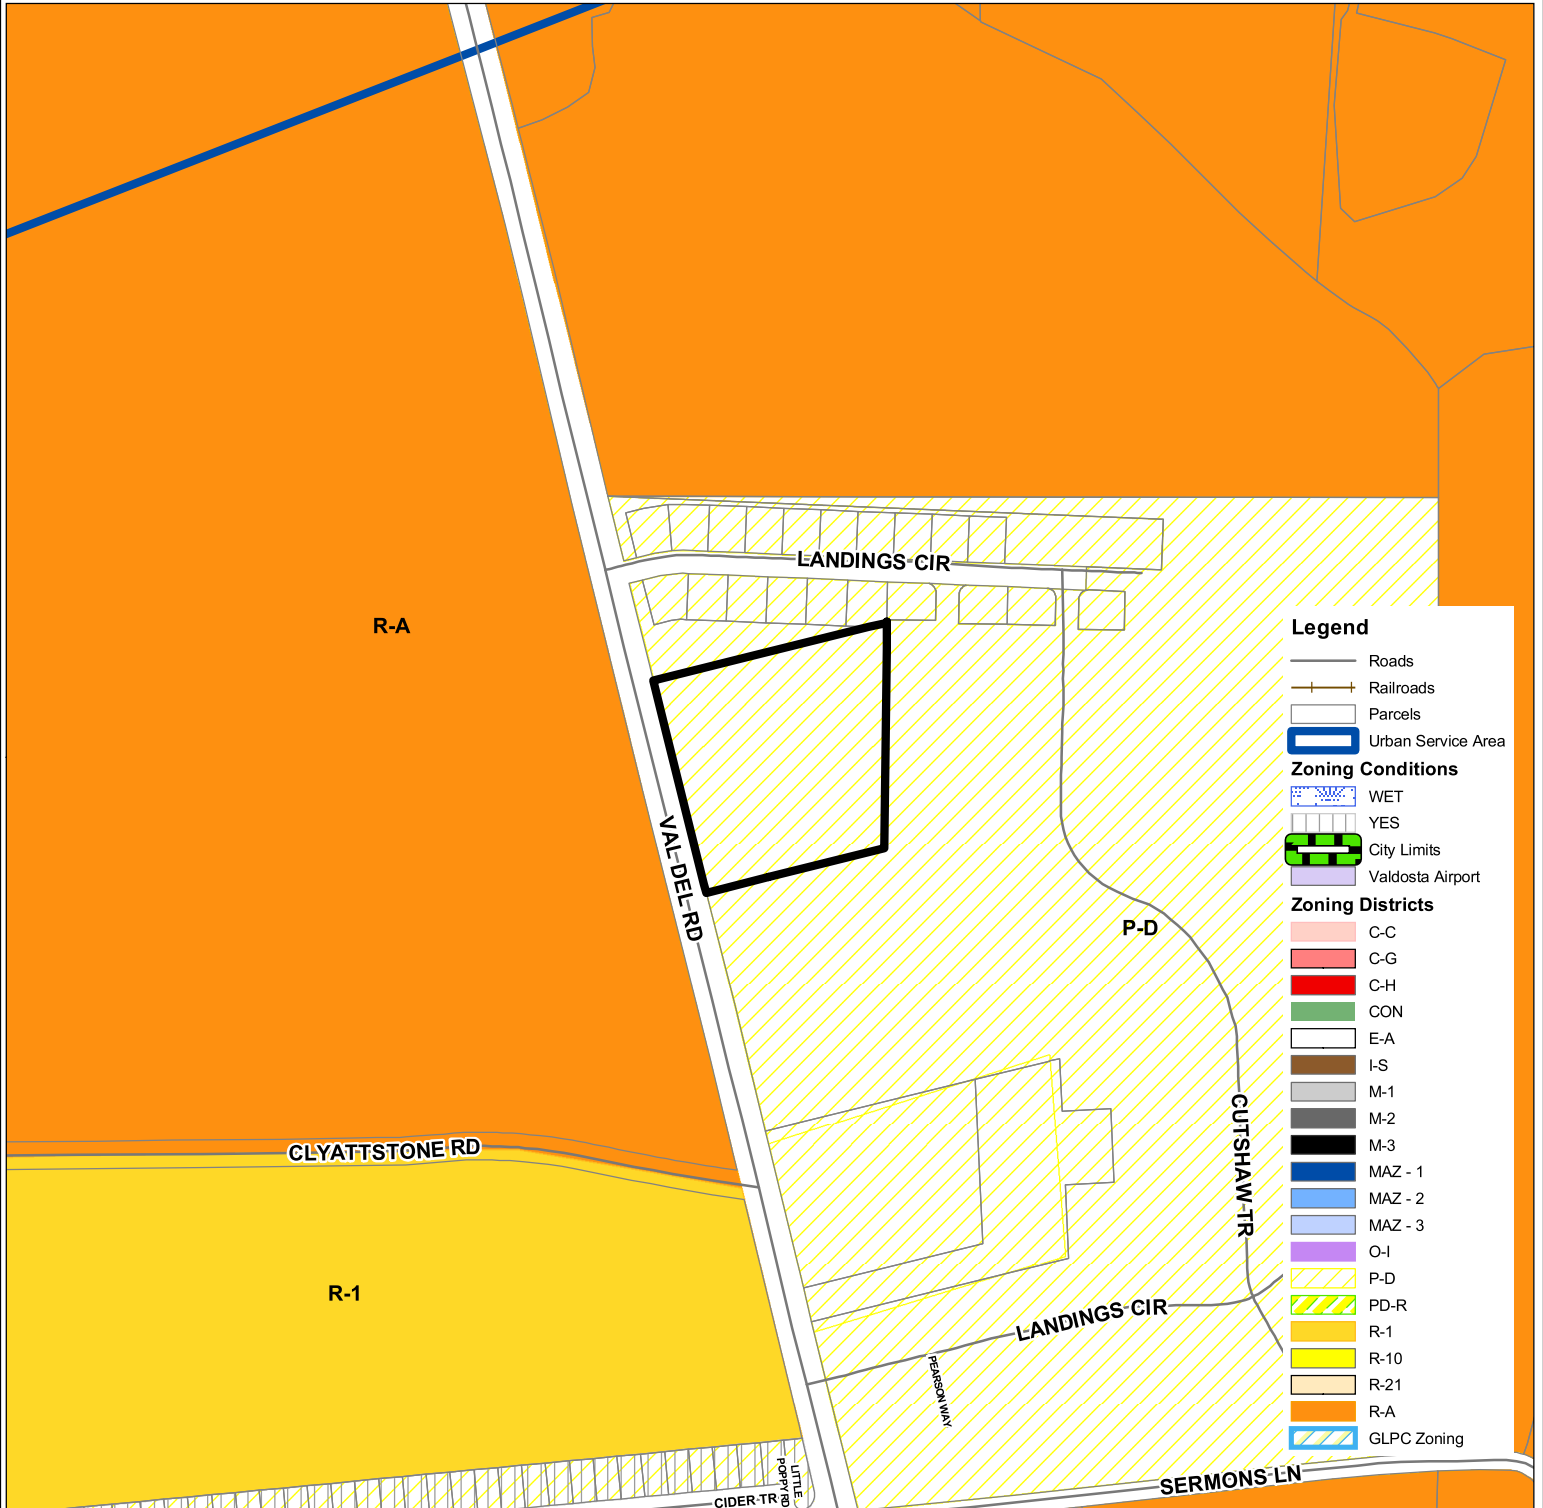 LANDINGS CIR
R-A
Legend
Roads
Railroads
Parcels
Urban Service Area
Zoning Conditions
WET
YES
City Limits
Valdosta Airport
Zoning Districts
C-C
C-G
C-H
CON
E-A
I-S
M-1
M-2
M-3
MAZ - 1
MAZ - 2
MAZ - 3
O-I
P-D
PD-R
R-1
R-10
R-21
R-A
GLPC Zoning
VAL DEL RD
P-D
CUTSHAW TR
CLYATTSTONE RD
R-1
LANDINGS CIR
PEARSON WAY
LITTLE
POPPY RD
CIDER TR
SERMONS LN